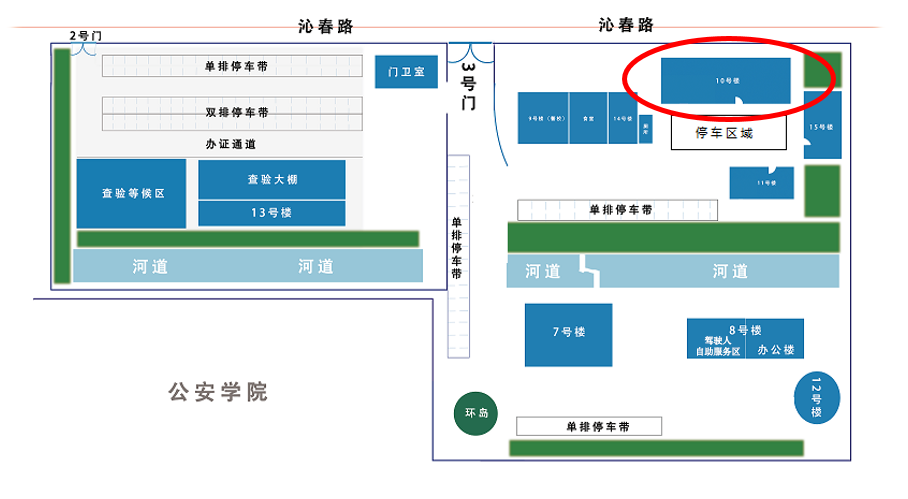 沁春路
沁春路
2号门
单排停车带
门卫室
3号门
10号楼
双排停车带
9号楼（餐校）
食堂
14号楼
厕所
停车区域
15号楼
办证通道
查验等候区
查验大棚
13号楼
11号楼
单排停车带
单排停车带
河道
河道
河道
河道
7号楼
8号楼
驾驶人
自助服务区
办公楼
公安学院
环岛
12号楼
单排停车带